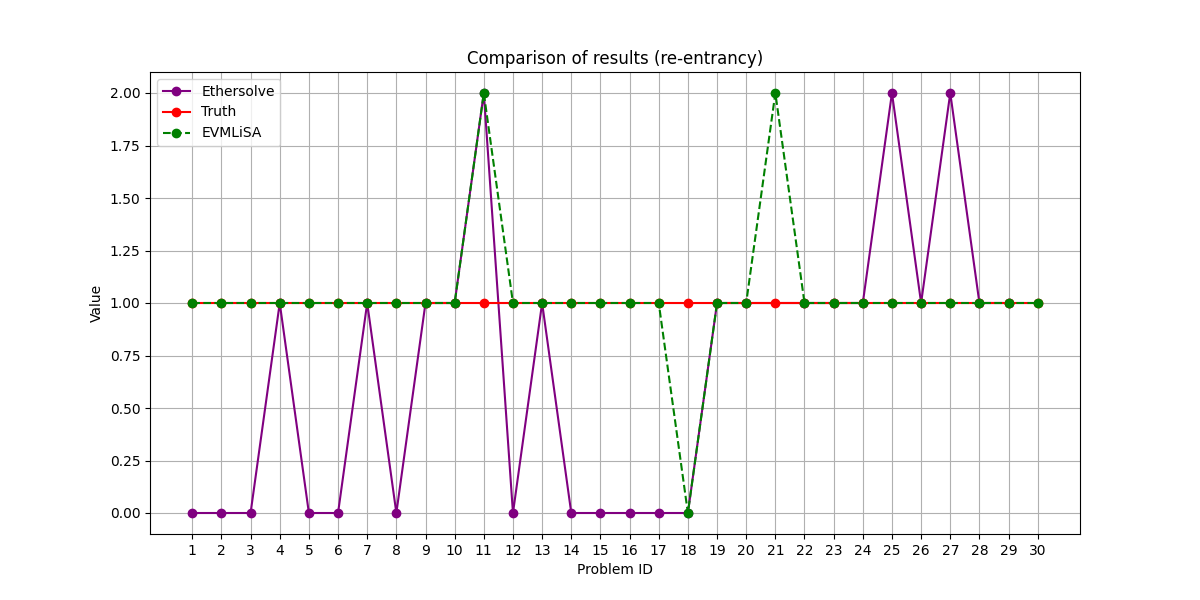 Comparison of results (re-entrancy)
Ethersolve
Truth
EVMLiSA
2.00
1.75
1.50
1.25
1.00
0.75
0.50
0.25
0.00
Value
1 2 3 4 5 6 7 8 9 10 11 12 13 14 15 16 17 18 19 20 21 22 23 24 25 26 27 28 29 30
Problem ID